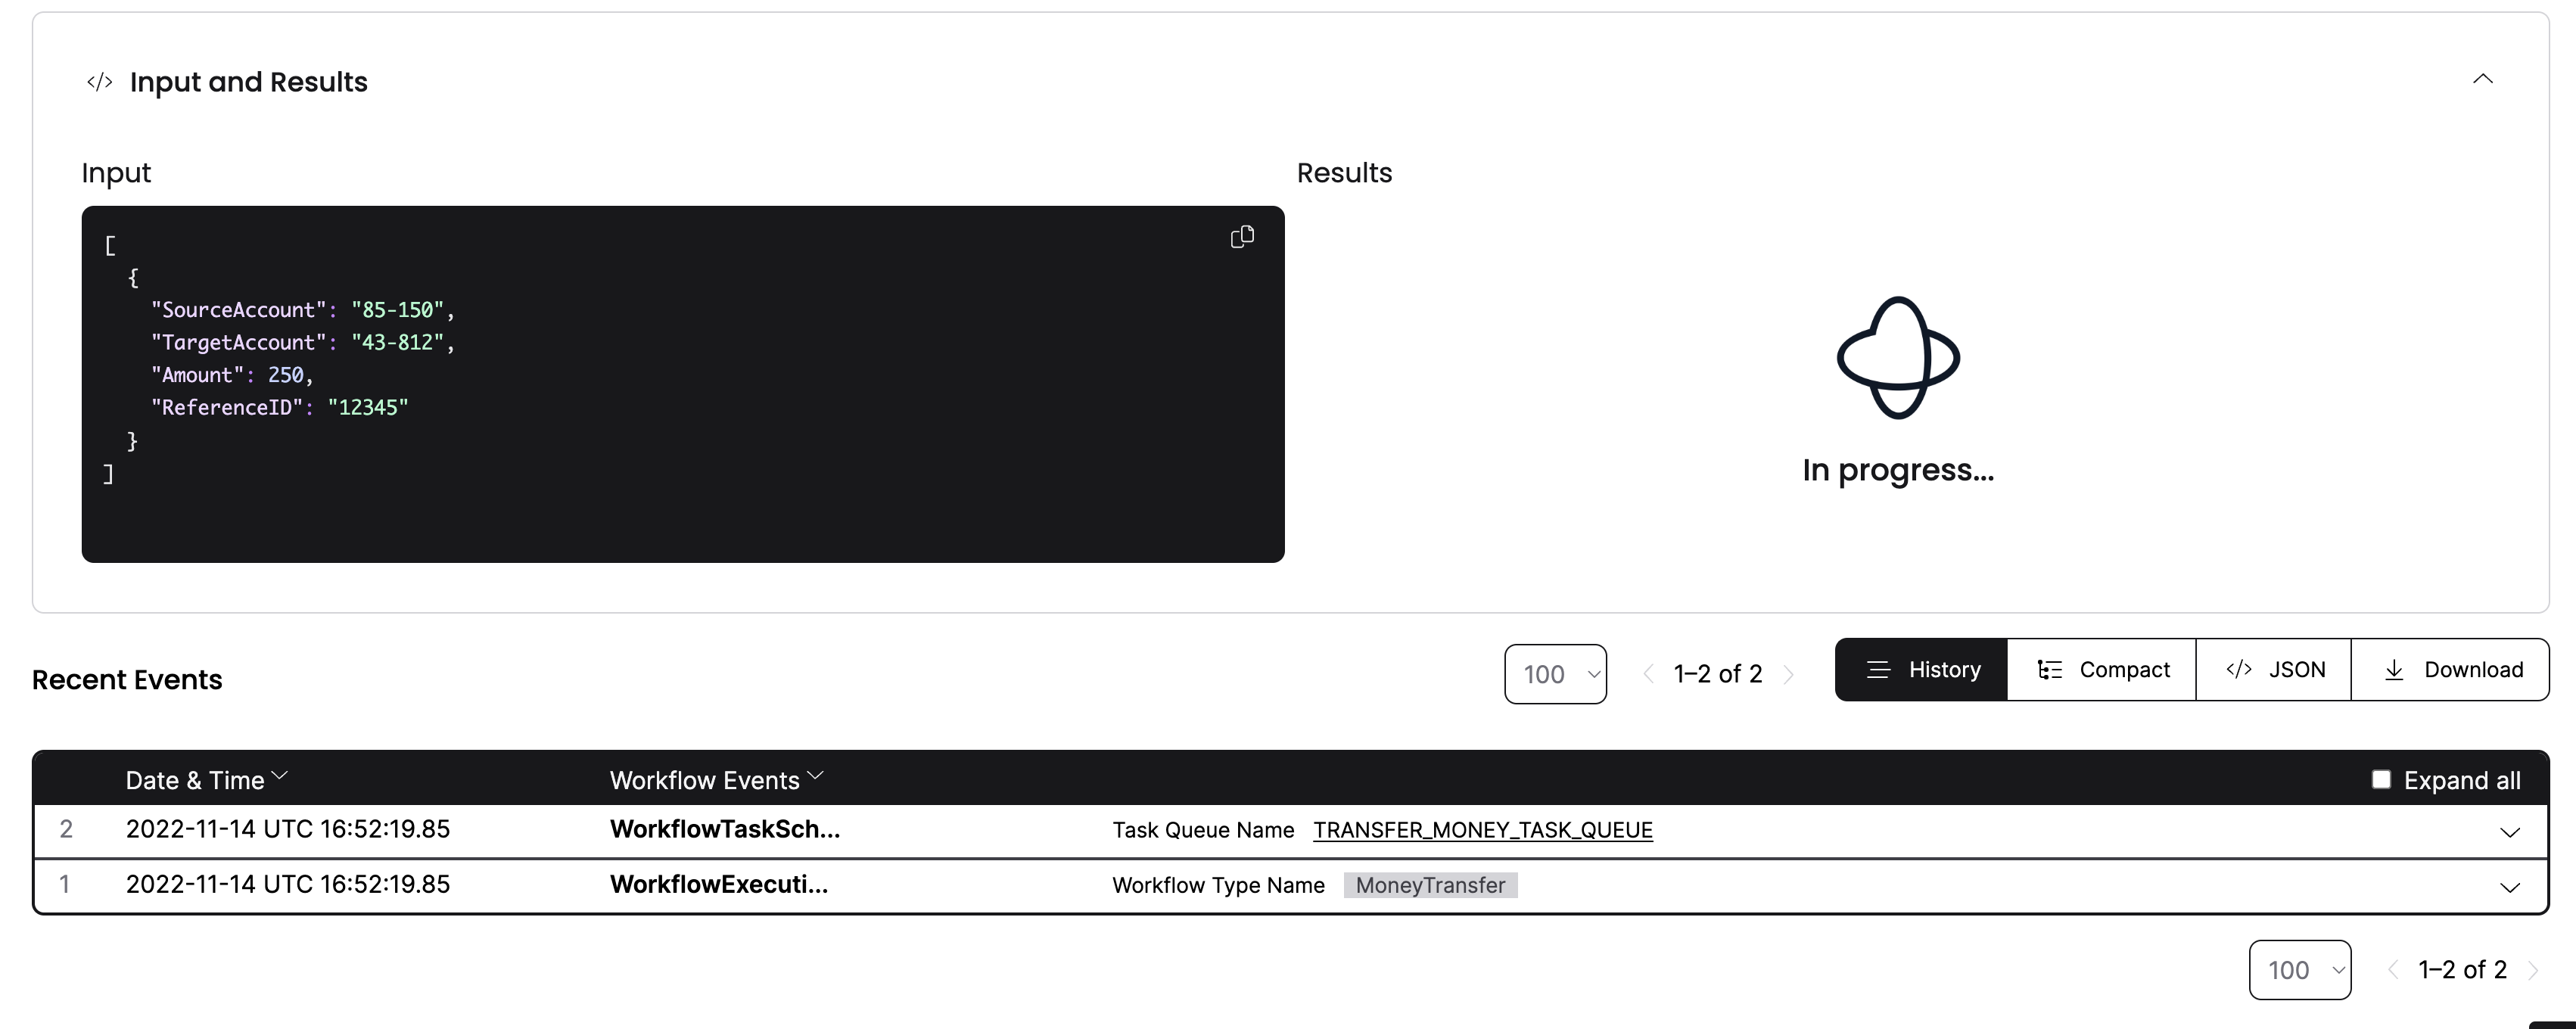 </> Input and Results
Input
Results
[
{
"SourceAccount": "85-150",
"TargetAccount": "43-812",
"Amount": 250,
"ReferenceID": "12345"
}
]
In progress...
Recent Events
100
1–2 of 2
History
Compact
</> JSON
Download
Date & Time
Workflow Events
Expand all
2 2022-11-14 UTC 16:52:19.85 WorkflowTaskSch... Task Queue Name TRANSFER_MONEY_TASK_QUEUE
1 2022-11-14 UTC 16:52:19.85 WorkflowExecuti... Workflow Type Name MoneyTransfer
100
1–2 of 2